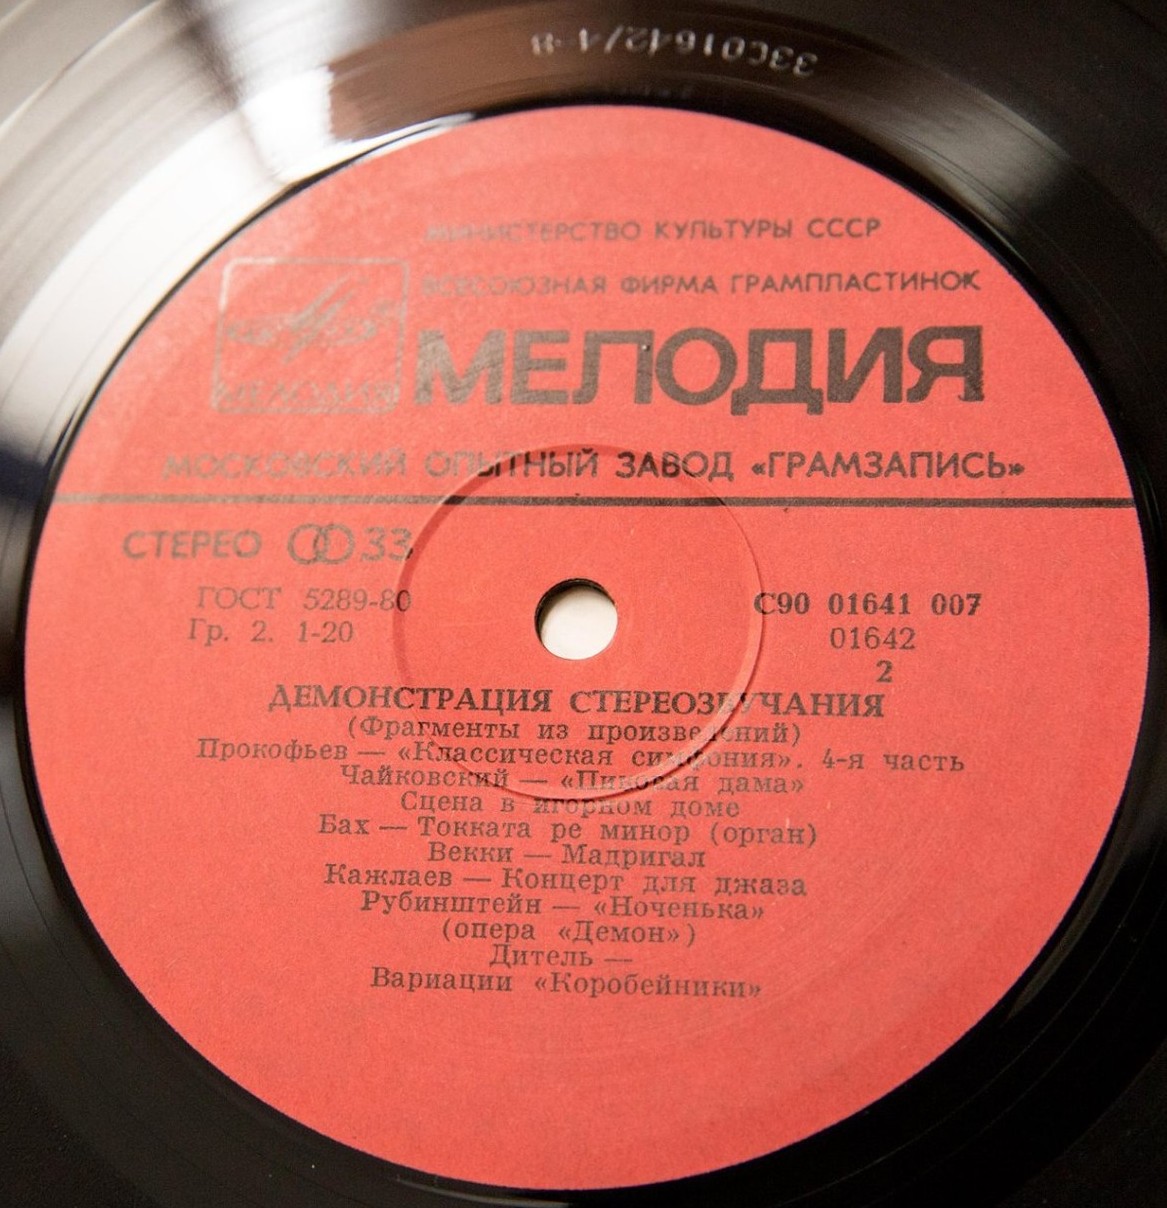 33С01642/4-8
МИНИСТЕРСТВО КУЛЬТУРЫ СССР
ВСЕСОЮЗНАЯ ФИРМА ГРАМПЛАСТИНОК
МЕЛОДИЯ
МЕЛОДИЯ
МОСКОВСКИЙ ОПЫТНЫЙ ЗАВОД «ГРАМЗАПИСЬ»
СТЕРЕО 33
ГОСТ 5289-80
Гр. 2. 1-20
С90 01641 007
01642
2
ДЕМОНСТРАЦИЯ СТЕРЕОЗВУЧАНИЯ
(Фрагменты из произведений)
Прокофьев — «Классическая симфония». 4-я часть
Чайковский — «Пиковая дама»
Сцена в игорном доме
Бах — Токката ре минор (орган)
Векки — Мадригал
Кажлаев — Концерт для джаза
Рубинштейн — «Ноченька»
(опера «Демон»)
Дитель —
Вариации «Коробейники»